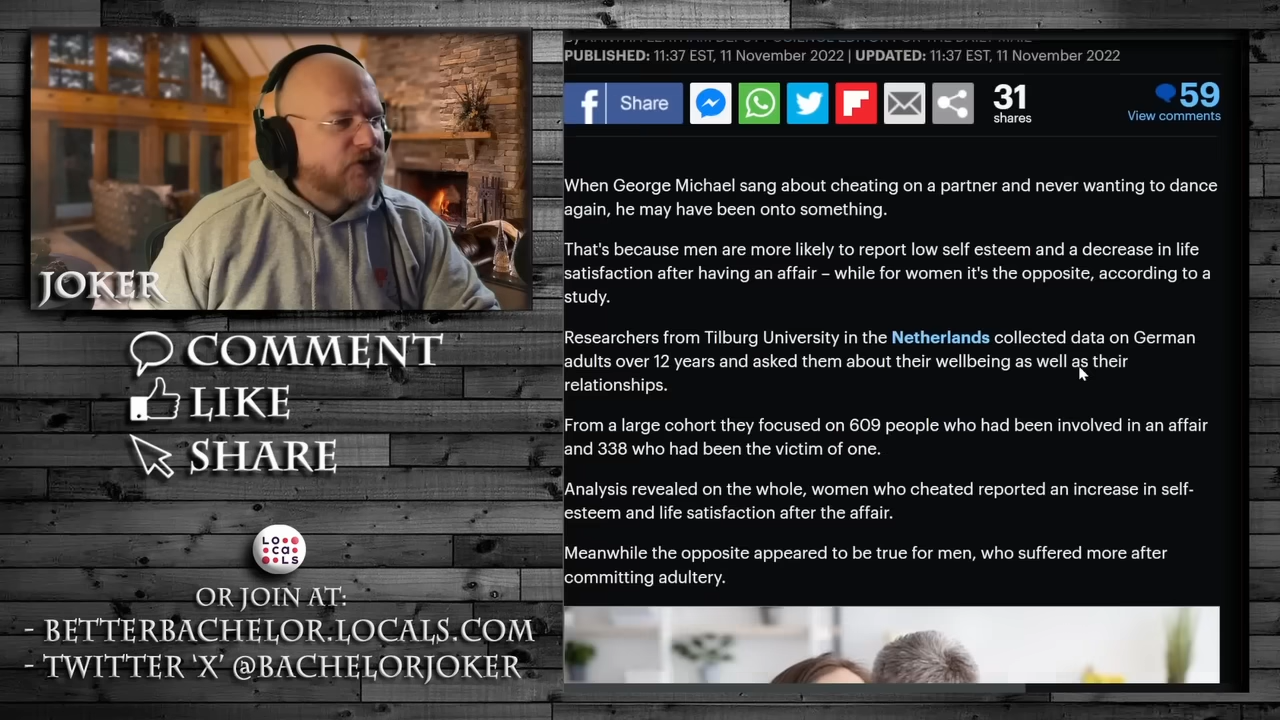 JOKER
COMMENT
LIKE
SHARE
LO
ca
LS
OR JOIN AT:
- BETTERBACHELOR.LOCALS.COM
- TWITTER 'X' @BACHELORJOKER
PUBLISHED: 11:37 EST, 11 November 2022 | UPDATED: 11:37 EST, 11 November 2022
f Share
31
shares
59
View comments
When George Michael sang about cheating on a partner and never wanting to dance
again, he may have been onto something.
That's because men are more likely to report low self esteem and a decrease in life
satisfaction after having an affair – while for women it's the opposite, according to a
study.
Researchers from Tilburg University in the Netherlands collected data on German
adults over 12 years and asked them about their wellbeing as well as their
relationships.
From a large cohort they focused on 609 people who had been involved in an affair
and 338 who had been the victim of one.
Analysis revealed on the whole, women who cheated reported an increase in self-
esteem and life satisfaction after the affair.
Meanwhile the opposite appeared to be true for men, who suffered more after
committing adultery.